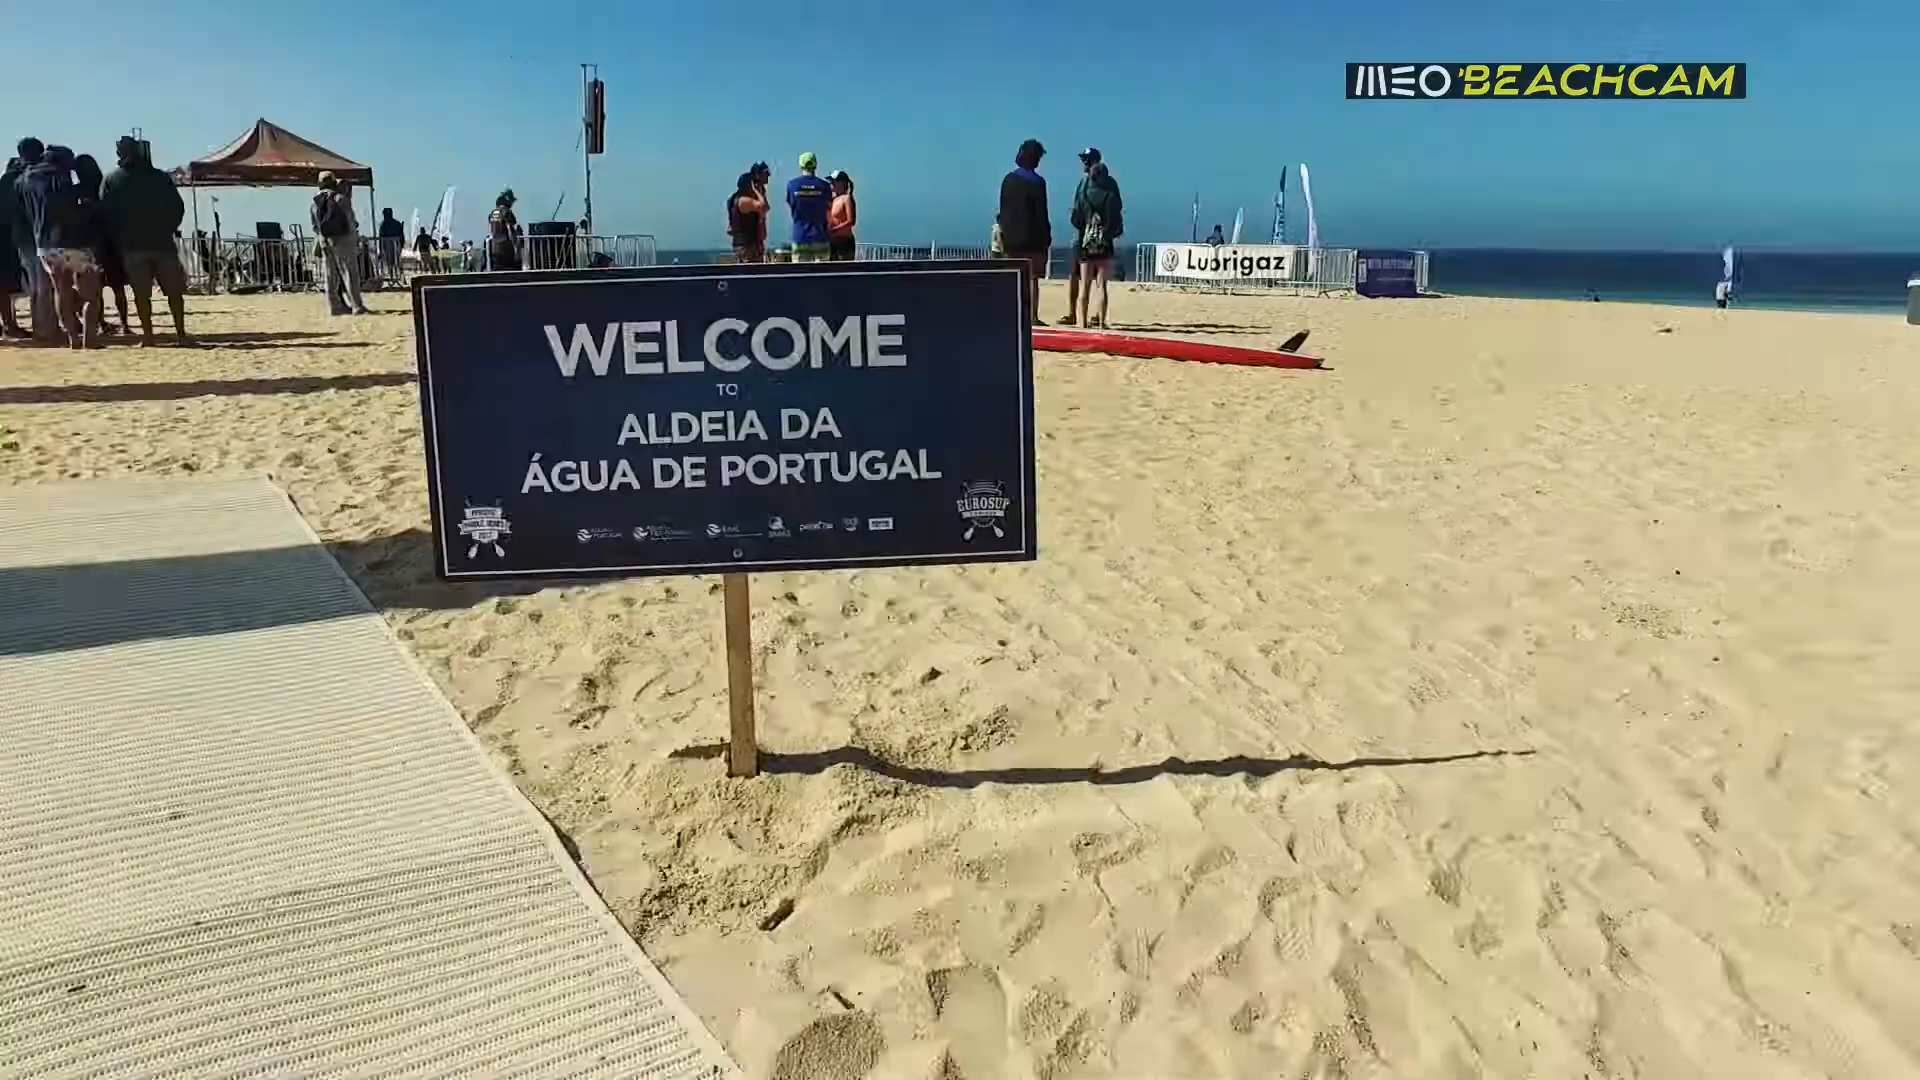 MEO BEACHCAM
Lubrigaz
WELCOME
TO
ALDEIA DA
ÁGUA DE PORTUGAL
EUROSUP